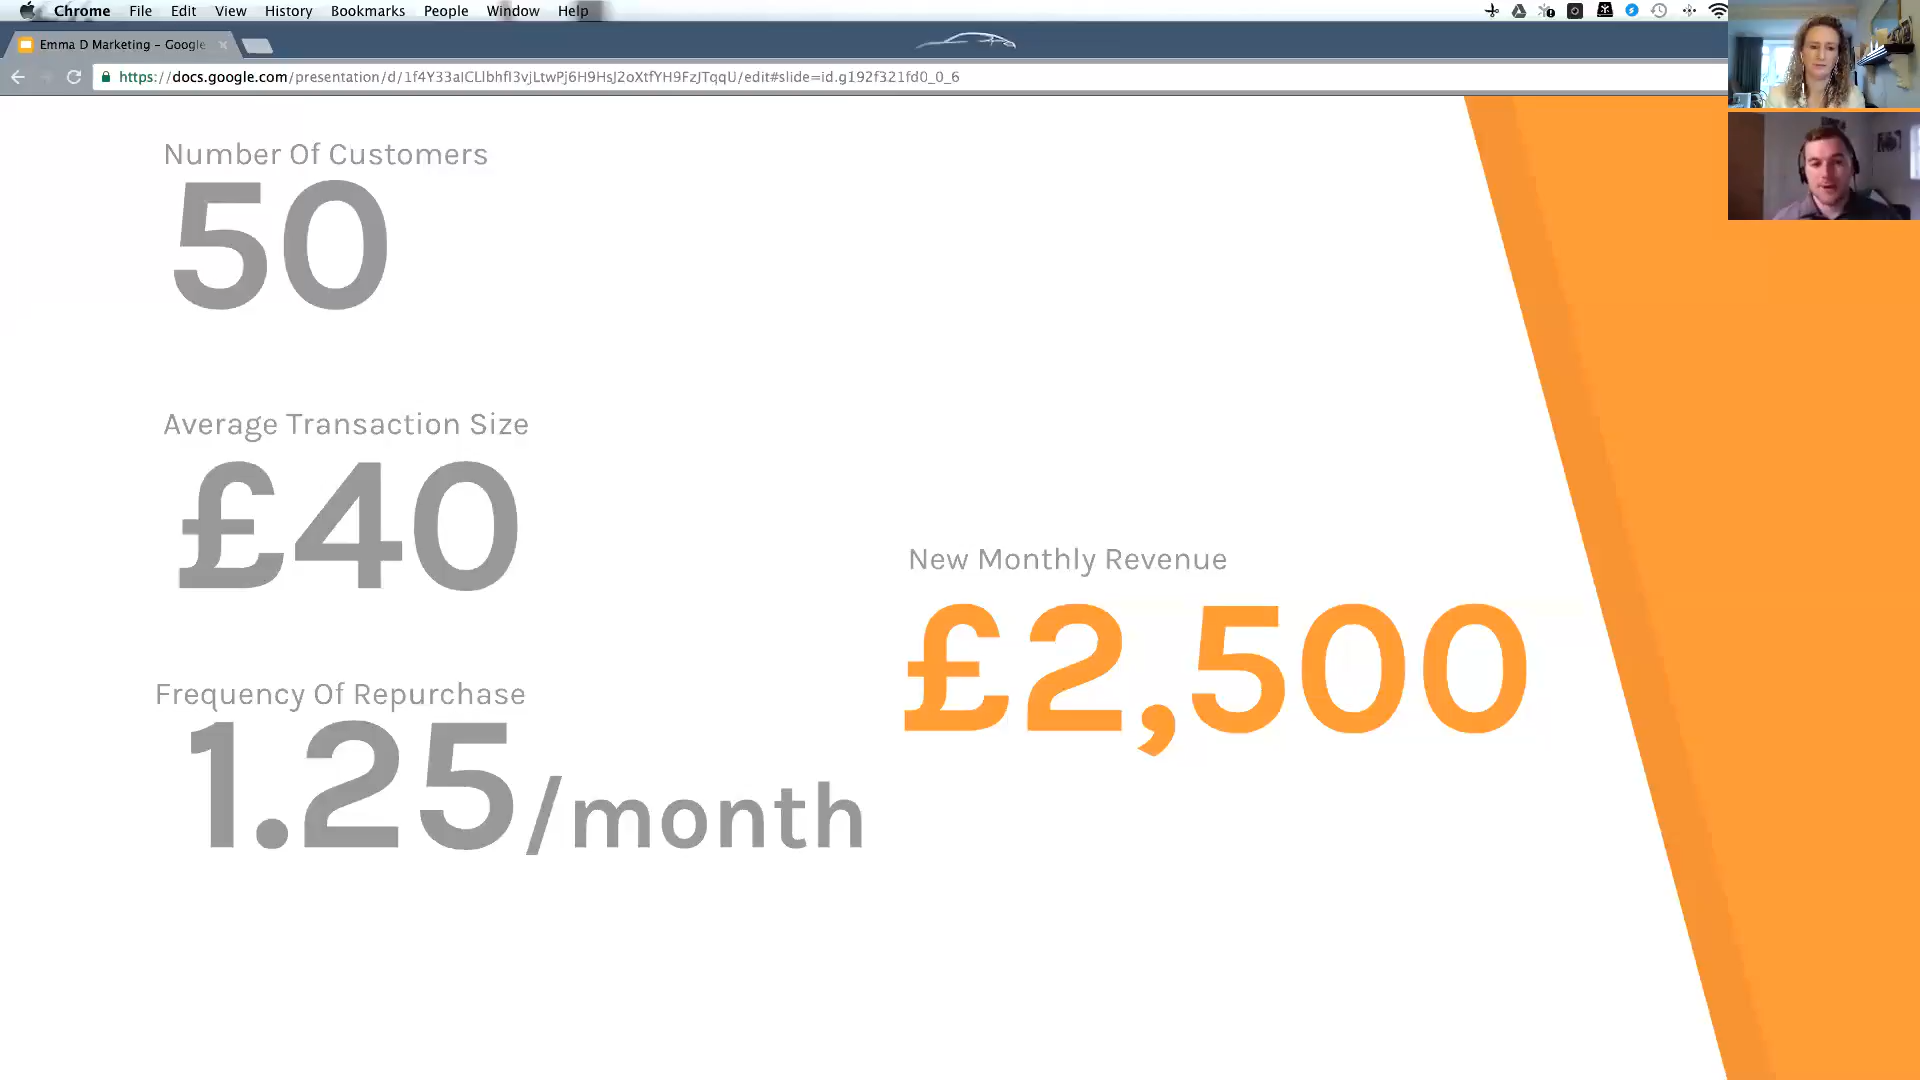 Chrome File Edit View History Bookmarks People Window Help
Emma D Marketing - Google
https://docs.google.com/presentation/d/1f4Y33aICLlbhfI3vjLtwPj6H9HsJ2oXtfYH9FzJTqqU/edit#slide=id.g192f321fd0_0_6
Number Of Customers
50
Average Transaction Size
£40
Frequency Of Repurchase
1.25/month
New Monthly Revenue
£2,500